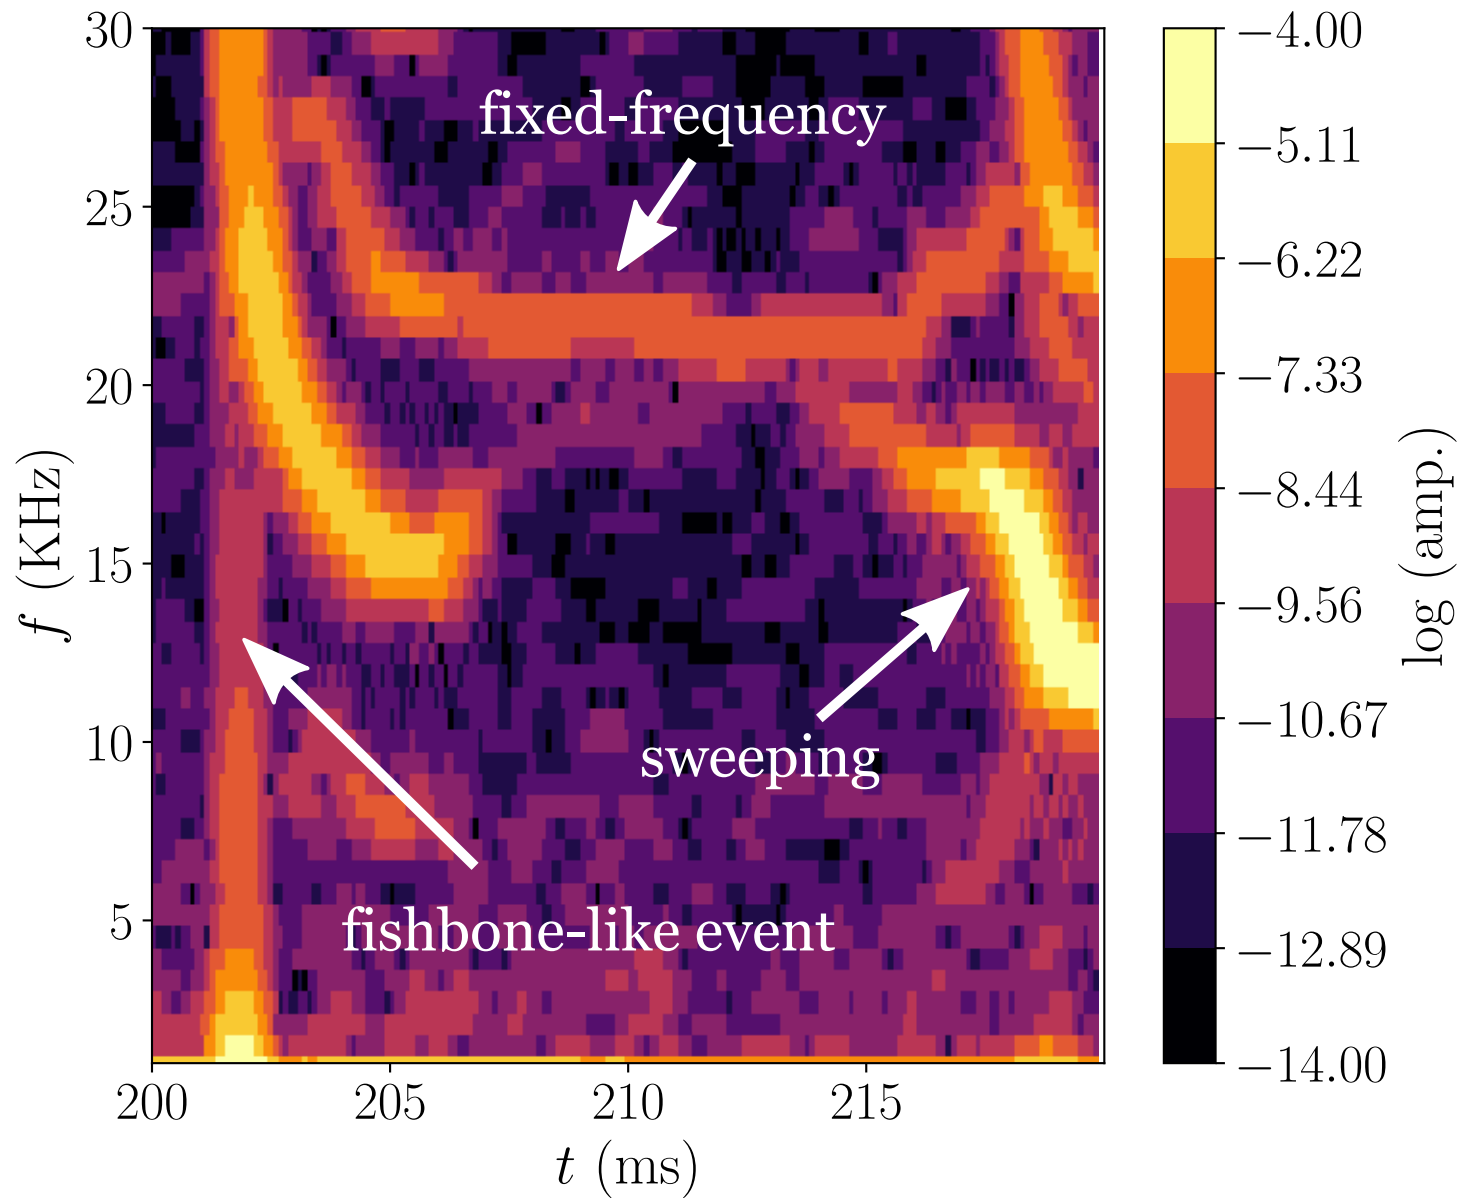 30
25
20
15
10
5
f (KHz)
200 205 210 215
t (ms)
fixed-frequency
sweeping
fishbone-like event
−4.00
−5.11
−6.22
−7.33
−8.44
−9.56
−10.67
−11.78
−12.89
−14.00
log (amp.)